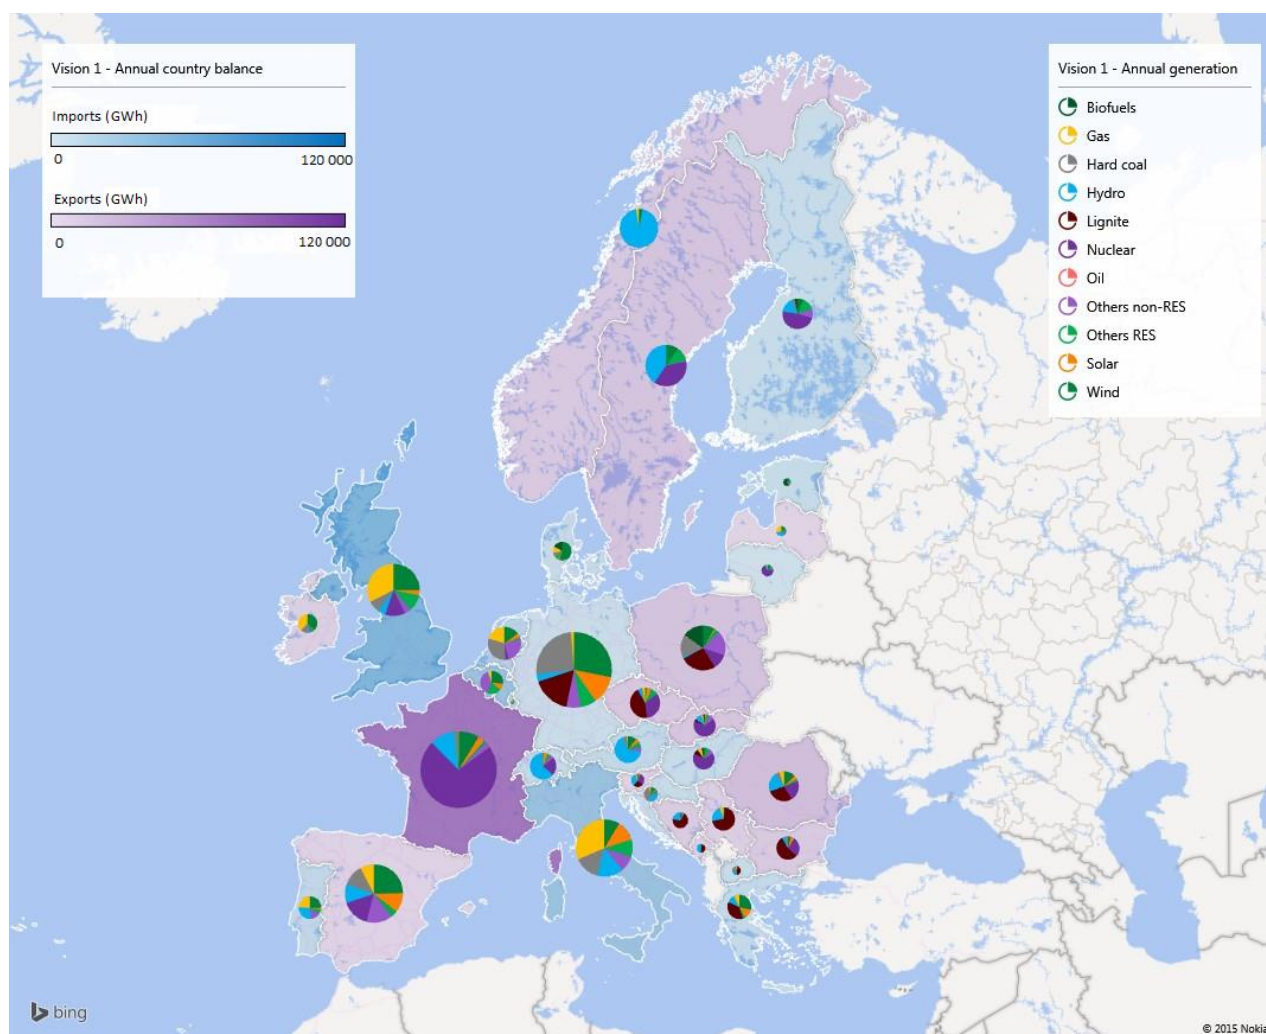 Vision 1 - Annual country balance
Imports (GWh)
0 120 000
Exports (GWh)
0 120 000
Vision 1 - Annual generation
Biofuels
Gas
Hard coal
Hydro
Lignite
Nuclear
Oil
Others non-RES
Others RES
Solar
Wind
bing
© 2015 Nokia